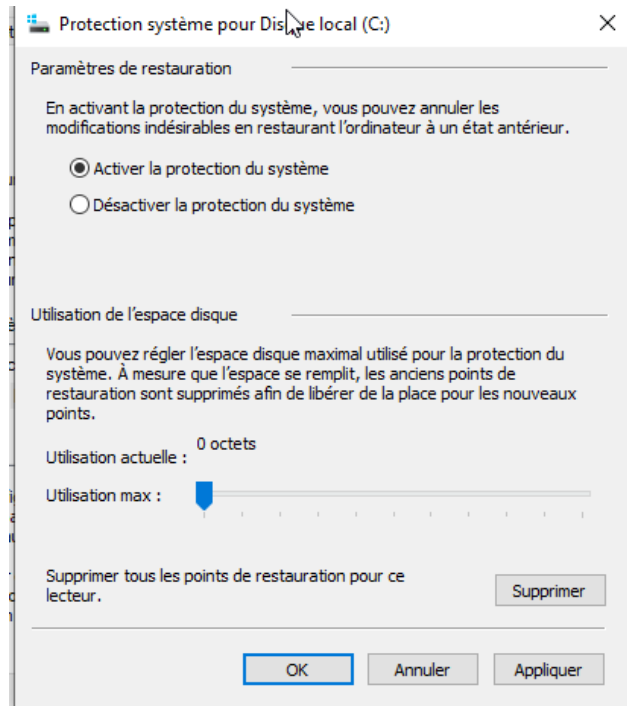 Protection système pour Disque local (C:)
Paramètres de restauration
En activant la protection du système, vous pouvez annuler les
modifications indésirables en restaurant l’ordinateur à un état antérieur.
Activer la protection du système
Désactiver la protection du système
Utilisation de l’espace disque
Vous pouvez régler l’espace disque maximal utilisé pour la protection du
système. À mesure que l’espace se remplit, les anciens points de
restauration sont supprimés afin de libérer de la place pour les nouveaux
points.
Utilisation actuelle : 0 octets
Utilisation max :
Supprimer tous les points de restauration pour ce
lecteur.
Supprimer
OK Annuler Appliquer